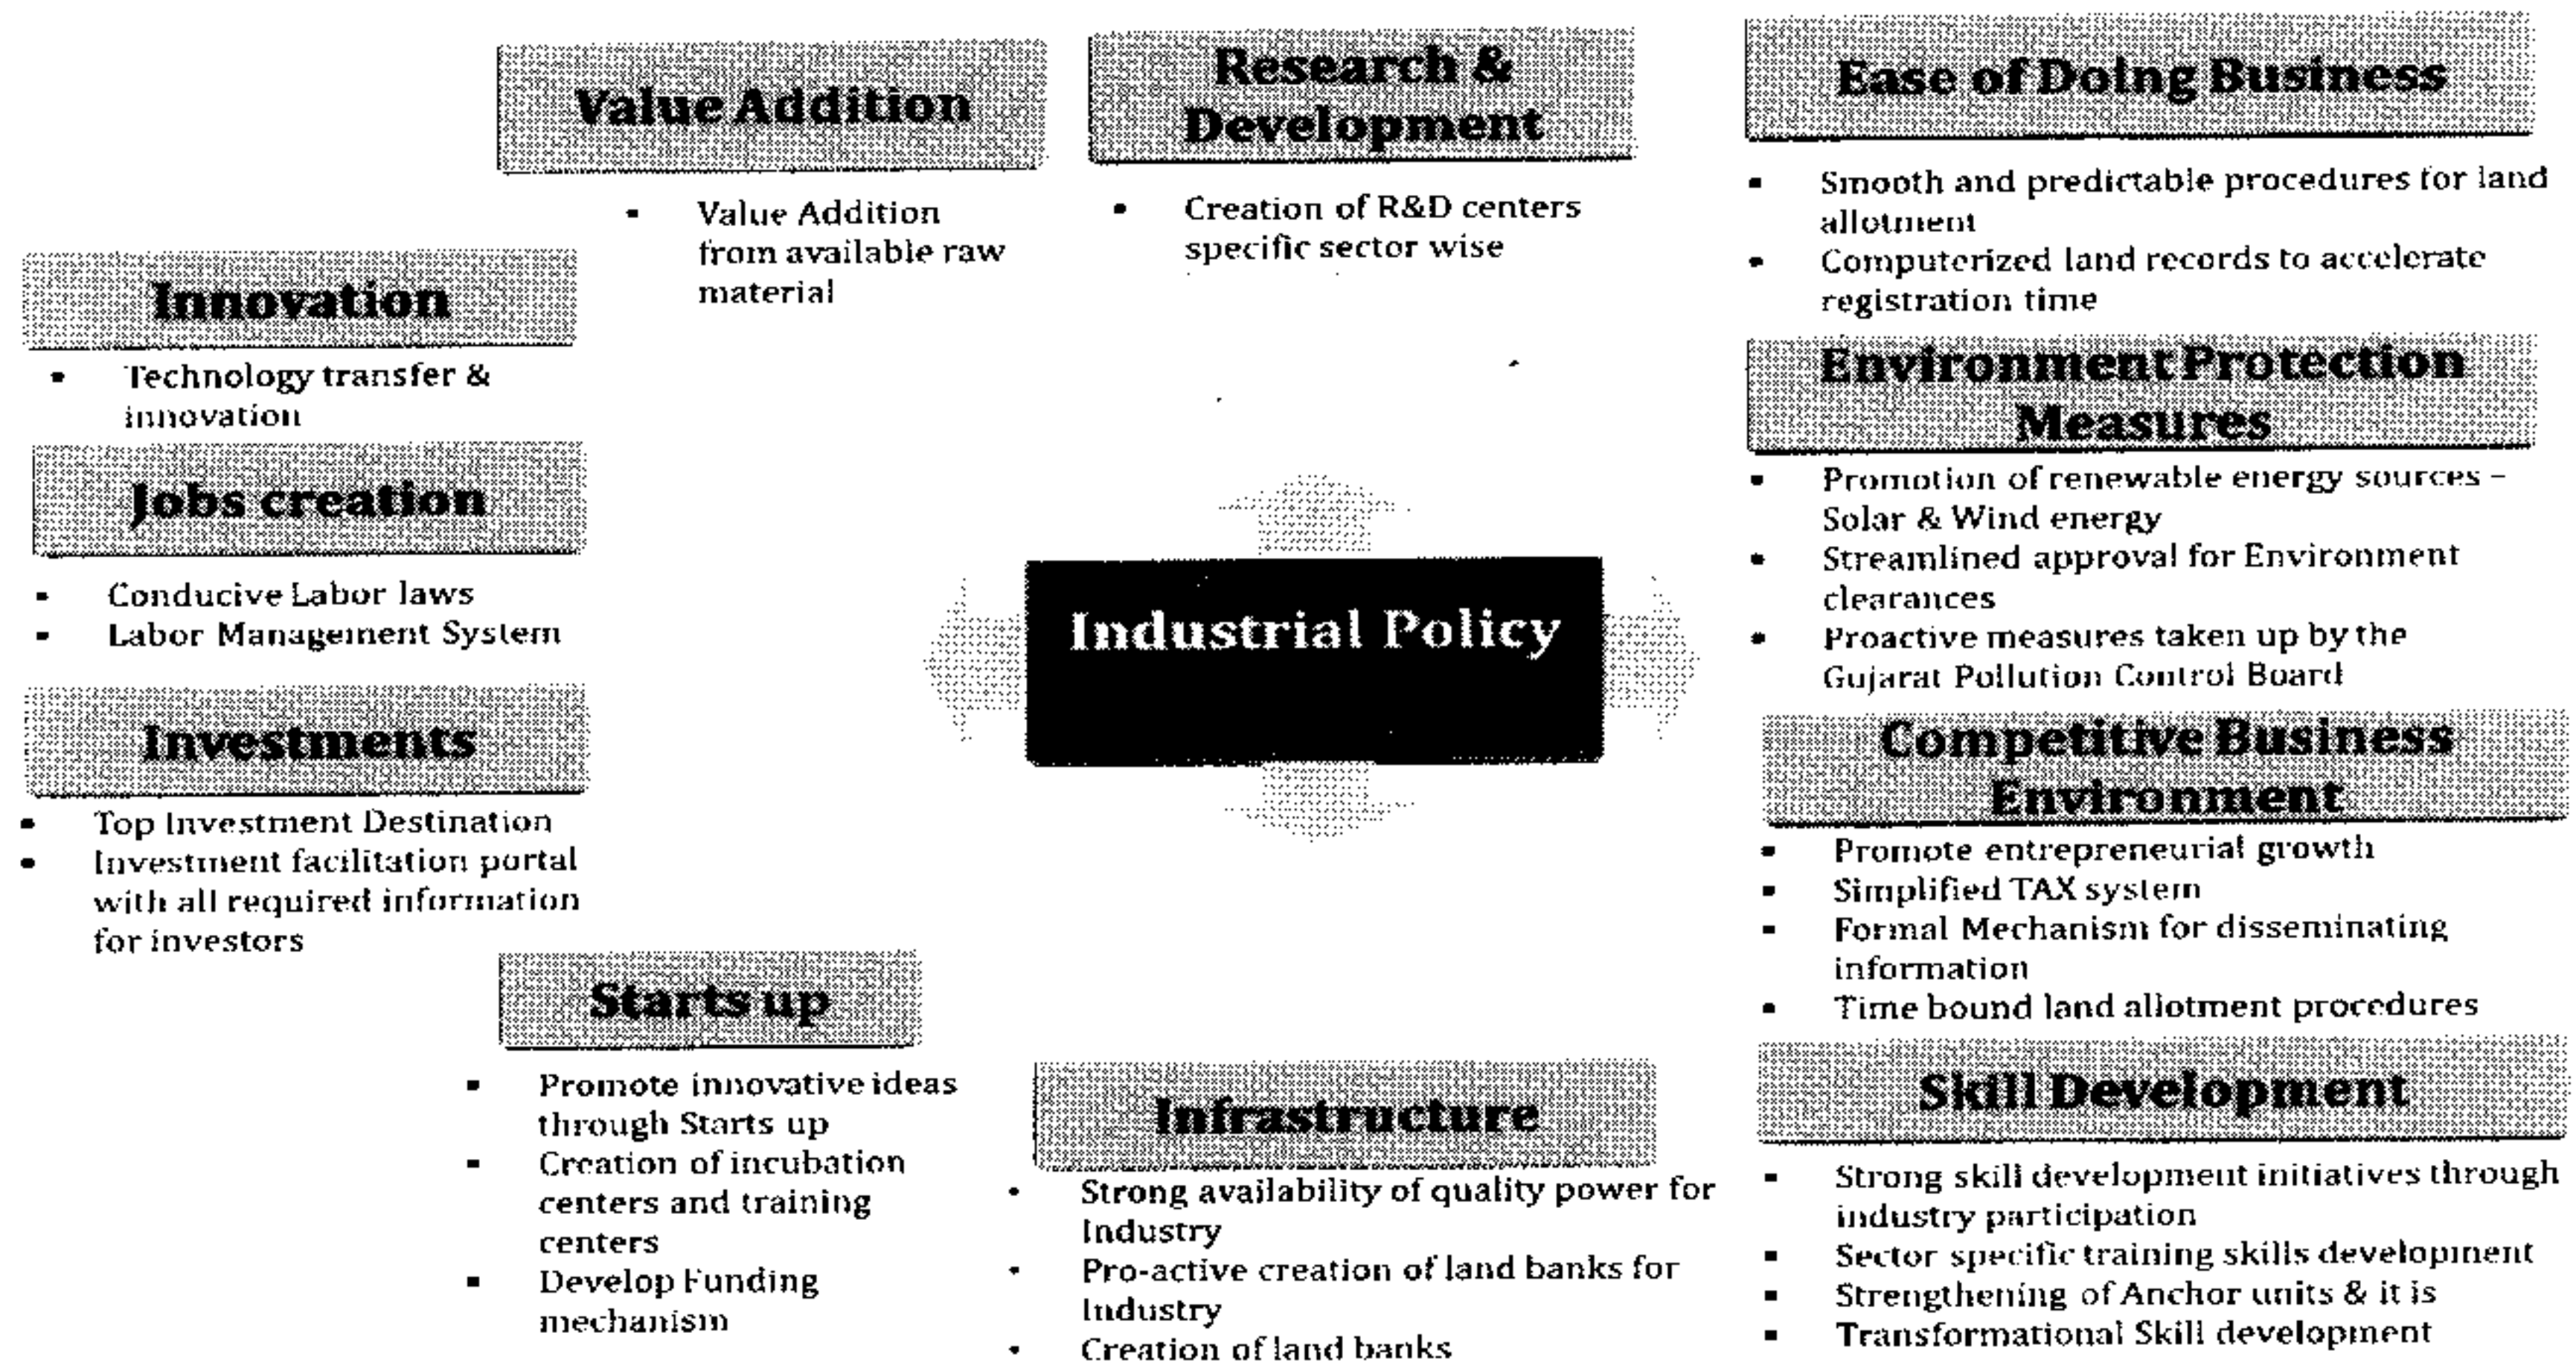 Value Addition
Value Addition
from available raw
material
Research &
Development
Creation of R&D centers
specific sector wise
Ease of Doing Business
Smooth and predictable procedures for land
allotment
Computerized land records to accelerate
registration time
Innovation
Technology transfer &
innovation
Environment Protection
Measures
Promotion of renewable energy sources –
Solar & Wind energy
Streamlined approval for Environment
clearances
Proactive measures taken up by the
Gujarat Pollution Control Board
Jobs creation
Conducive Labor laws
Labor Management System
Industrial Policy
Investments
Top Investment Destination
Investment facilitation portal
with all required information
for investors
Competitive Business
Environment
Promote entrepreneurial growth
Simplified TAX system
Formal Mechanism for disseminating
information
Time bound land allotment procedures
Starts up
Promote innovative ideas
through Starts up
Creation of incubation
centers and training
centers
Develop Funding
mechanism
Infrastructure
Strong availability of quality power for
Industry
Pro-active creation of land banks for
Industry
Creation of land banks
Skill Development
Strong skill development initiatives through
industry participation
Sector specific training skills development
Strengthening of Anchor units & it is
Transformational Skill development